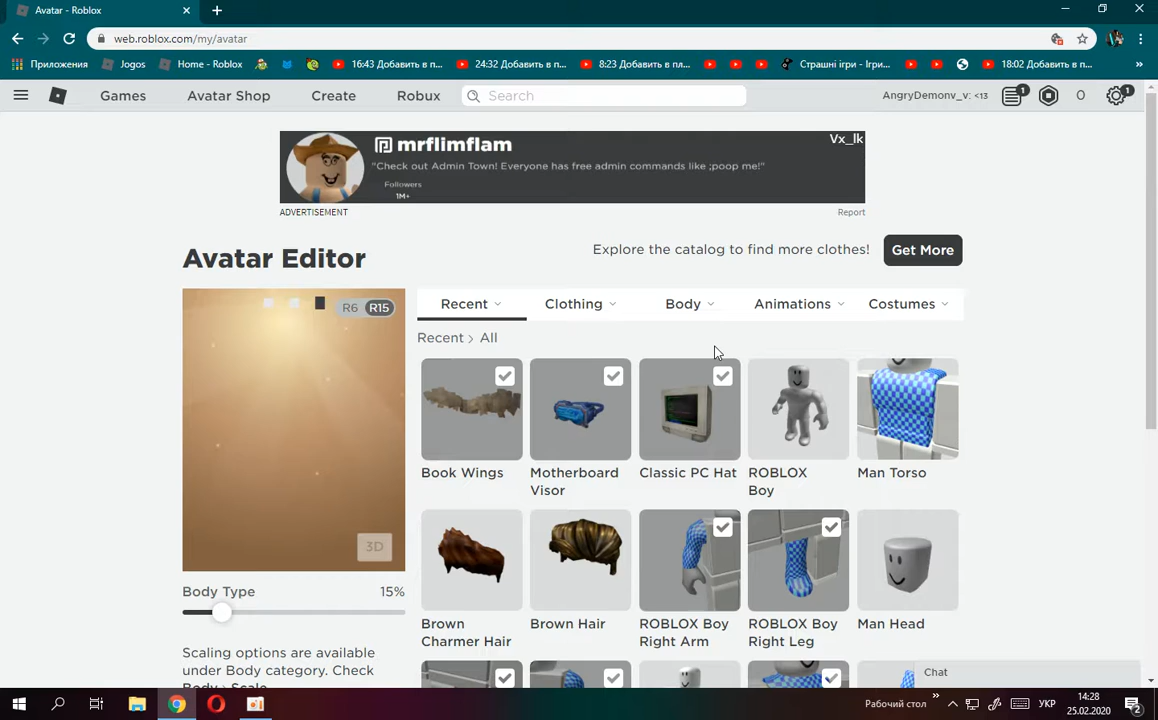 Avatar - Roblox
web.roblox.com/my/avatar
Приложения
Jogos
Home - Roblox
16:43 Добавить в п...
24:32 Добавить в п...
8:23 Добавить в пл...
Страшні ігри - Ігри...
18:02 Добавить в п...
Games
Avatar Shop
Create
Robux
Search
AngryDemonv_v: <13
1
0
1
mrflimflam
Vx_lk
"Check out Admin Town! Everyone has free admin commands like ;poop me!"
Followers
1M+
ADVERTISEMENT
Report
Avatar Editor
Explore the catalog to find more clothes!
Get More
R6
R15
Recent
Clothing
Body
Animations
Costumes
Recent > All
Book Wings
Motherboard
Visor
Classic PC Hat
ROBLOX
Boy
Man Torso
3D
Body Type
15%
Brown
Charmer Hair
Brown Hair
ROBLOX Boy
Right Arm
ROBLOX Boy
Right Leg
Man Head
Scaling options are available
under Body category. Check
Body > Scale
Chat
Рабочий стол
УКР
14:28
25.02.2020
2